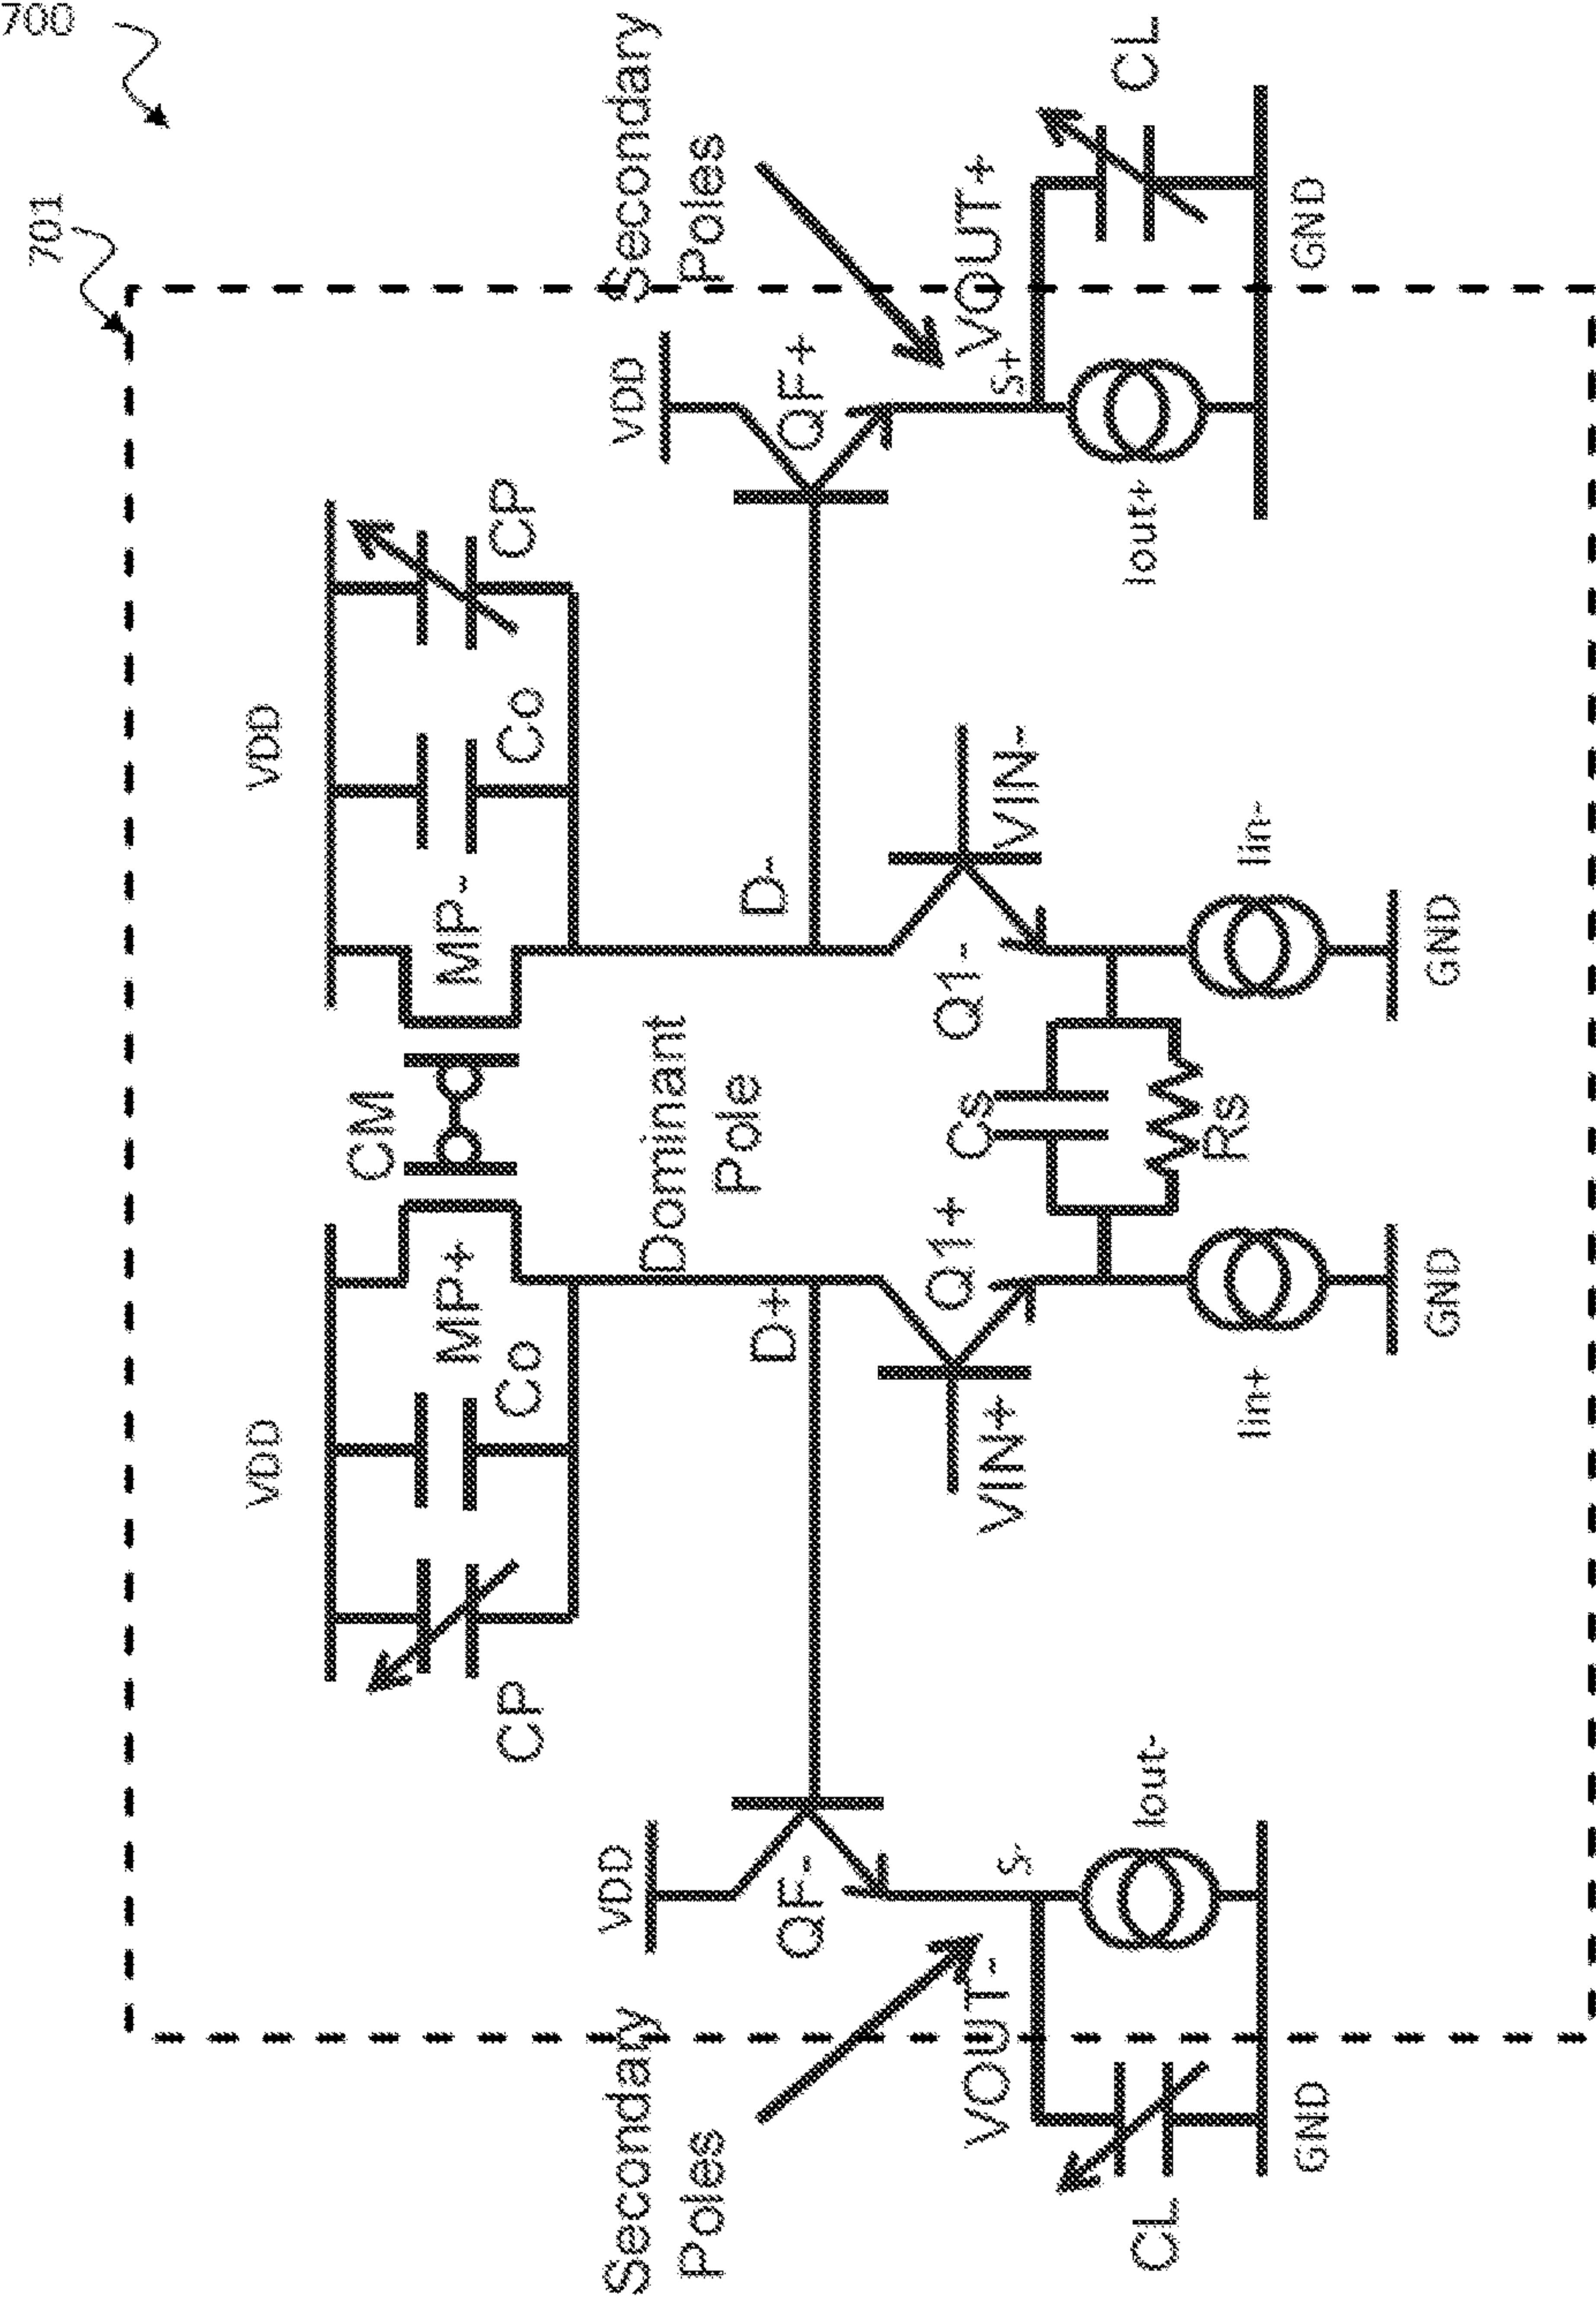 700
701
VDD
VDD
CM
MP+
MP-
CP
Co
Co
CP
Secondary
Poles
VDD
Dominant
Pole
VDD
Secondary
Poles
D+
D-
QF-
QF+
VOUT-
VIN+
Q1+
Cs
Q1-
VIN-
VOUT+
S-
S+
CL
Iout-
Iout+
CL
Iin+
Rs
Iin-
GND
GND
GND
GND